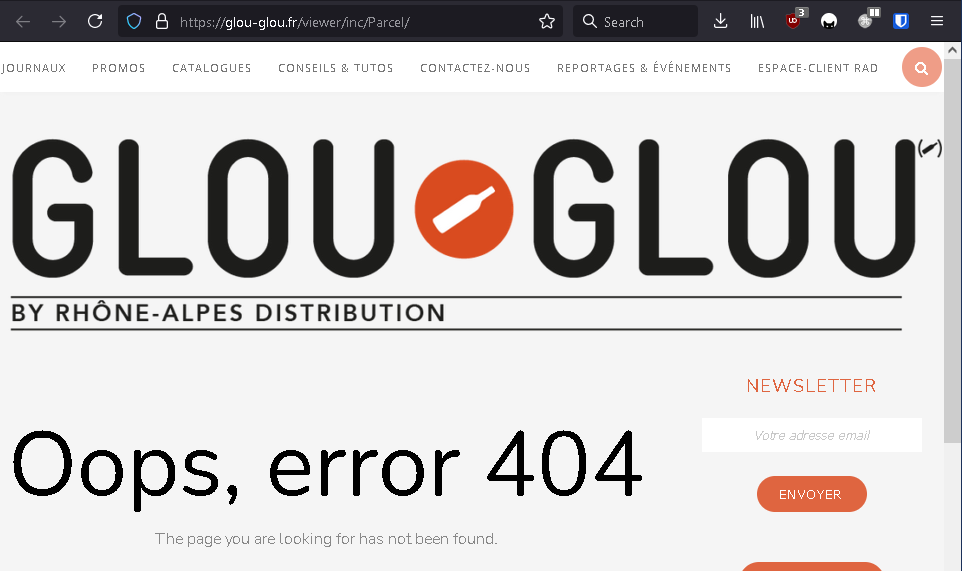 https://glou-glou.fr/viewer/inc/Parcel/
Search
3
JOURNAUX PROMOS CATALOGUES CONSEILS & TUTOS CONTACTEZ-NOUS REPORTAGES & ÉVÉNEMENTS ESPACE-CLIENT RAD
GLOU GLOU
BY RHÔNE-ALPES DISTRIBUTION
NEWSLETTER
Votre adresse email
ENVOYER
Oops, error 404
The page you are looking for has not been found.